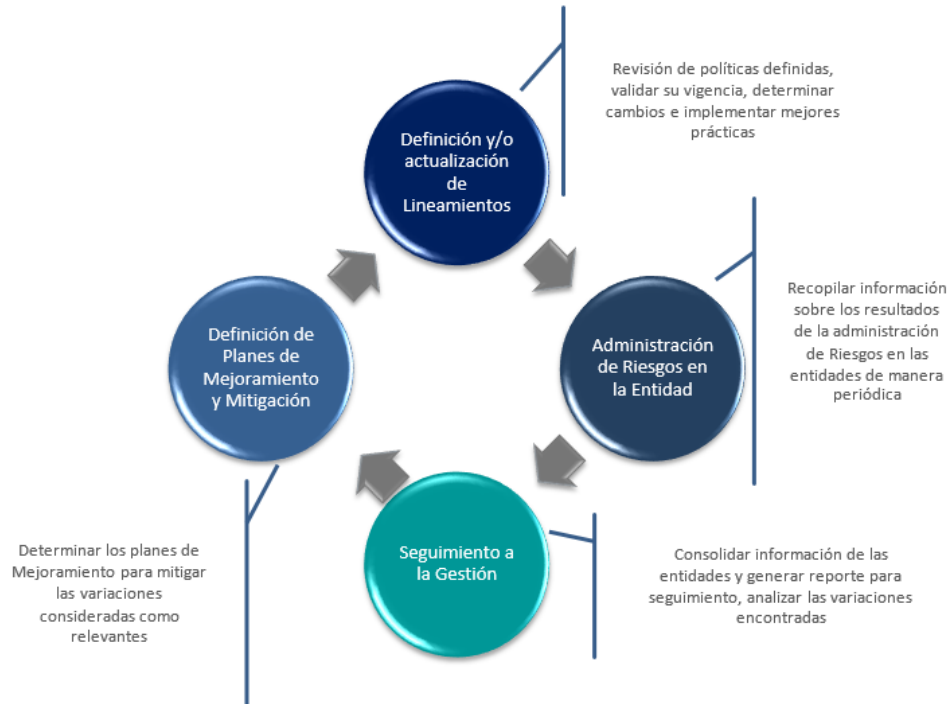 Definición y/o
actualización
de
Lineamientos
Revisión de políticas definidas,
validar su vigencia, determinar
cambios e implementar mejores
prácticas
Administración
de Riesgos en
la Entidad
Recopilar información
sobre los resultados
de la administración
de Riesgos en las
entidades de manera
periódica
Seguimiento a
la Gestión
Consolidar información de las
entidades y generar reporte para
seguimiento, analizar las variaciones
encontradas
Definición de
Planes de
Mejoramiento
y Mitigación
Determinar los planes de
Mejoramiento para mitigar
las variaciones
consideradas como
relevantes